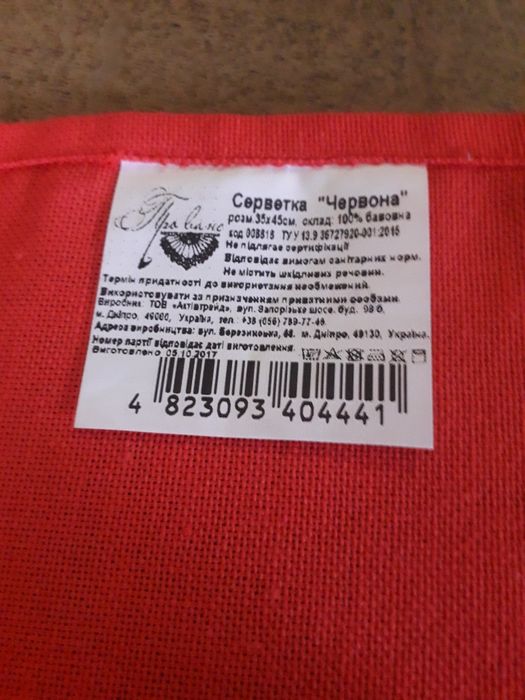 Прованс
Серветка "Червона"
розм. 35х45см, склад: 100% бавовна
код 008818 ТУ У 13.9 36727920-001:2015
Не підлягає сертифікації
Відповідає вимогам санітарних норм.
Не містить шкідливих речовин.
Термін придатності до використання необмежений.
Використовувати за призначенням приватними особами.
Виробник ТОВ «Активтрейд», вул. Запорізьке шосе, буд.
м. Дніпро, 49000, Україна, тел. +38 (056) 789-77-46.
Адреса виробництва: вул. Березинська, м. Дніпро, 49130, Україна.
Номер партії відповідає даті виготовлення.
Виготовлено 05.10.2017
4 823093 404441